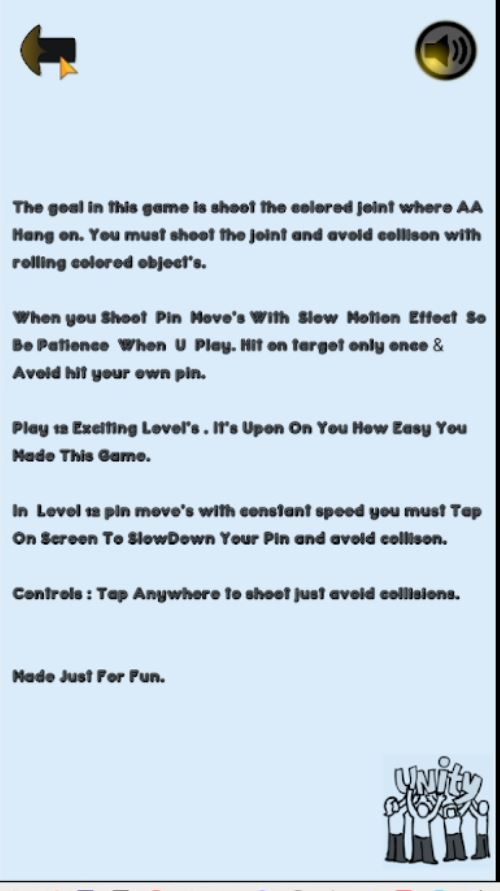 The goal in this game is shoot the colored joint where AA
Hang on. You must shoot the joint and avoid collison with
rolling colored object's.
When you Shoot Pin Move's With Slow Motion Effect So
Be Patience When U Play. Hit on target only once &
Avoid hit your own pin.
Play 12 Exciting Level's . It's Upon On You How Easy You
Made This Game.
In Level 12 pin move's with constant speed you must Tap
On Screen To SlowDown Your Pin and avoid collison.
Controls : Tap Anywhere to shoot just avoid collisions.
Made Just For Fun.
unity